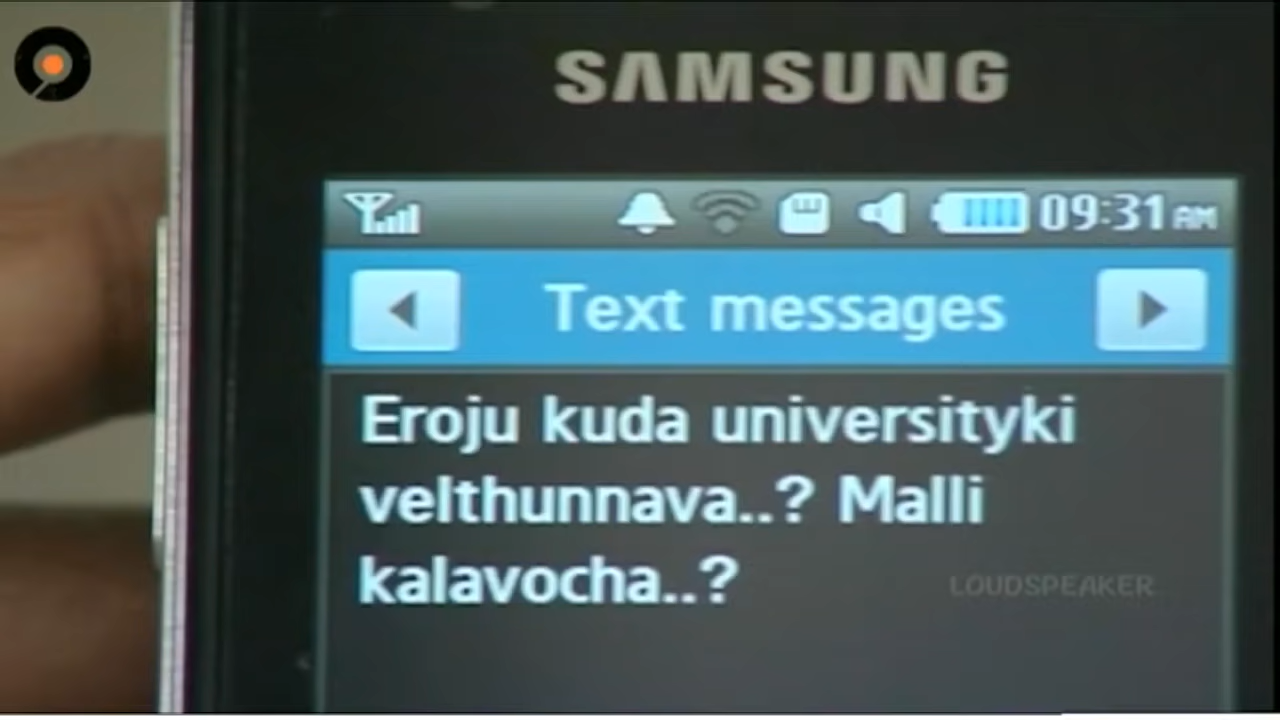 SAMSUNG
09:31 AM
Text messages
Eroju kuda universityki
velthunnava..? Malli
kalavocha..?
LOUDSPEAKER